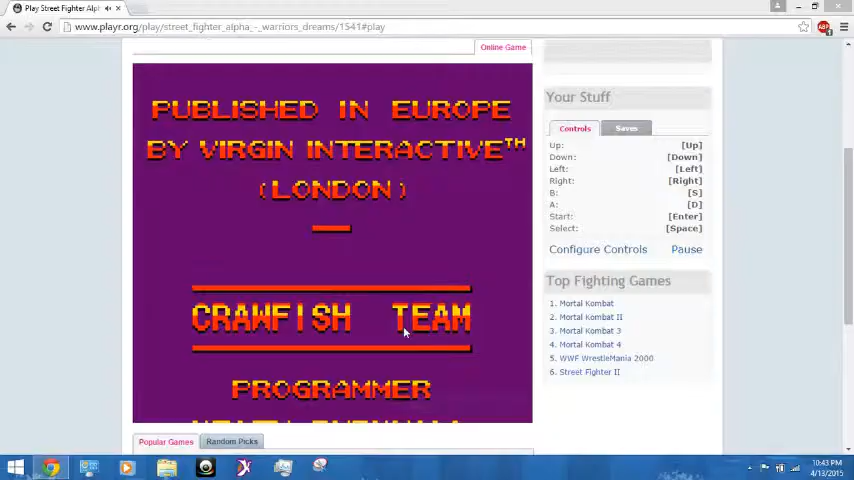 Play Street Fighter Alph
www.playr.org/play/street_fighter_alpha_-_warriors_dreams/1541#play
ABP
Online Game
PUBLISHED IN EUROPE
BY VIRGIN INTERACTIVE™
(LONDON)
CRAWFISH TEAM
PROGRAMMER
Your Stuff
Controls Saves
Up: [Up]
Down: [Down]
Left: [Left]
Right: [Right]
B: [S]
A: [D]
Start: [Enter]
Select: [Space]
Configure Controls Pause
Top Fighting Games
1. Mortal Kombat
2. Mortal Kombat II
3. Mortal Kombat 3
4. Mortal Kombat 4
5. WWF WrestleMania 2000
6. Street Fighter II
Popular Games Random Picks
10:43 PM
4/13/2015